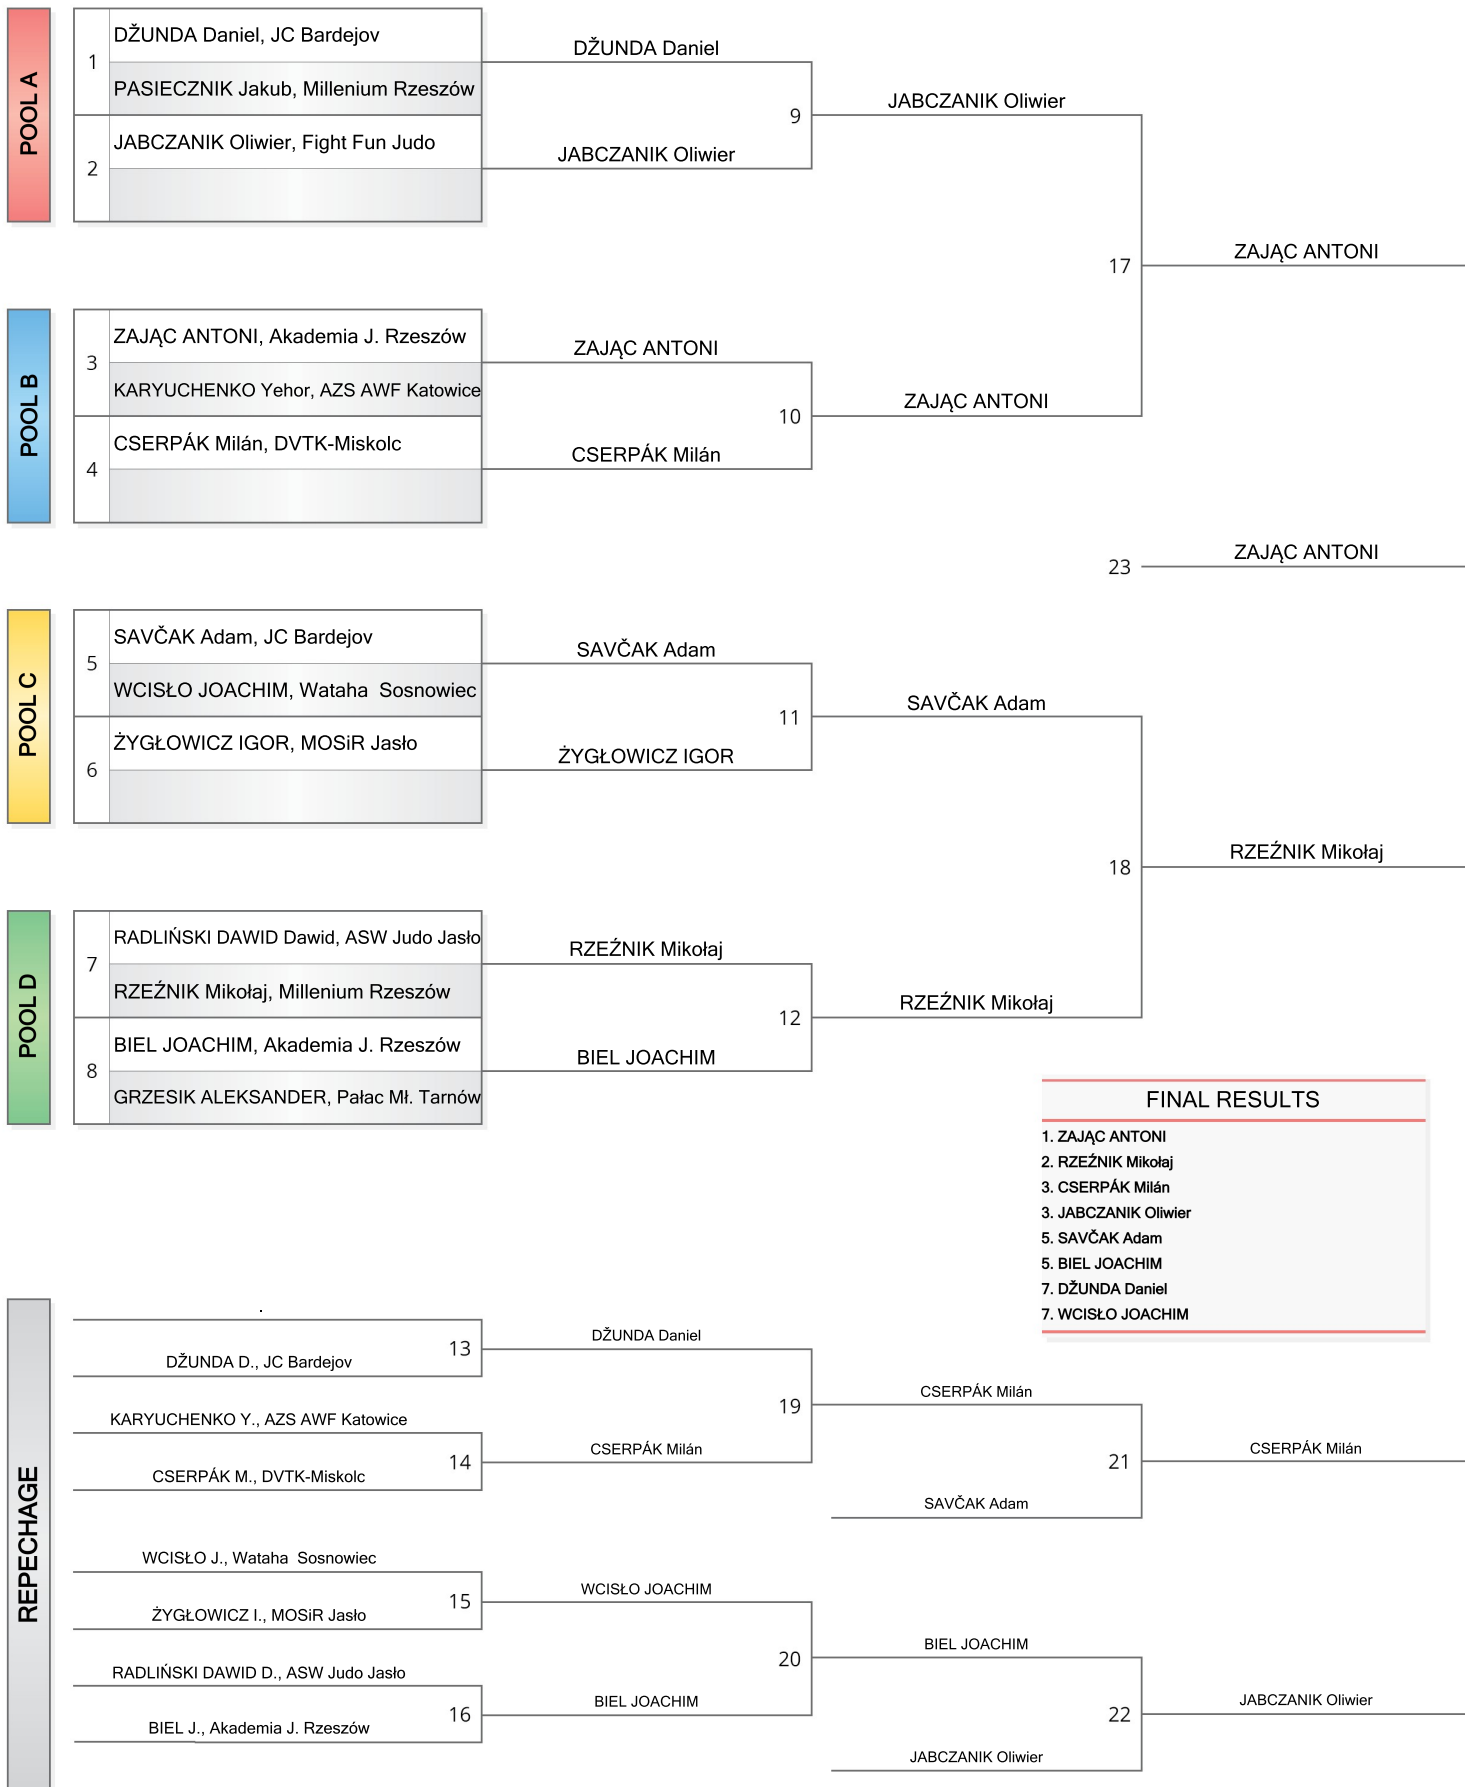 POOL A
1
DŽUNDA Daniel, JC Bardejov
PASIECZNIK Jakub, Millenium Rzeszów
2
JABCZANIK Oliwier, Fight Fun Judo
DŽUNDA Daniel
JABCZANIK Oliwier
9
JABCZANIK Oliwier
17
ZAJĄC ANTONI
POOL B
3
ZAJĄC ANTONI, Akademia J. Rzeszów
KARYUCHENKO Yehor, AZS AWF Katowice
4
CSERPÁK Milán, DVTK-Miskolc
ZAJĄC ANTONI
CSERPÁK Milán
10
ZAJĄC ANTONI
23
ZAJĄC ANTONI
POOL C
5
SAVČAK Adam, JC Bardejov
WCISŁO JOACHIM, Wataha  Sosnowiec
6
ŻYGŁOWICZ IGOR, MOSiR Jasło
SAVČAK Adam
ŻYGŁOWICZ IGOR
11
SAVČAK Adam
18
RZEŹNIK Mikołaj
POOL D
7
RADLIŃSKI DAWID Dawid, ASW Judo Jasło
RZEŹNIK Mikołaj, Millenium Rzeszów
8
BIEL JOACHIM, Akademia J. Rzeszów
GRZESIK ALEKSANDER, Pałac Mł. Tarnów
RZEŹNIK Mikołaj
BIEL JOACHIM
12
RZEŹNIK Mikołaj
FINAL RESULTS
1. ZAJĄC ANTONI
2. RZEŹNIK Mikołaj
3. CSERPÁK Milán
3. JABCZANIK Oliwier
5. SAVČAK Adam
5. BIEL JOACHIM
7. DŽUNDA Daniel
7. WCISŁO JOACHIM
REPECHAGE
.
DŽUNDA D., JC Bardejov
13
KARYUCHENKO Y., AZS AWF Katowice
CSERPÁK M., DVTK-Miskolc
14
DŽUNDA Daniel
CSERPÁK Milán
19
CSERPÁK Milán
SAVČAK Adam
21
CSERPÁK Milán
WCISŁO J., Wataha  Sosnowiec
ŻYGŁOWICZ I., MOSiR Jasło
15
RADLIŃSKI DAWID D., ASW Judo Jasło
BIEL J., Akademia J. Rzeszów
16
WCISŁO JOACHIM
BIEL JOACHIM
20
BIEL JOACHIM
JABCZANIK Oliwier
22
JABCZANIK Oliwier